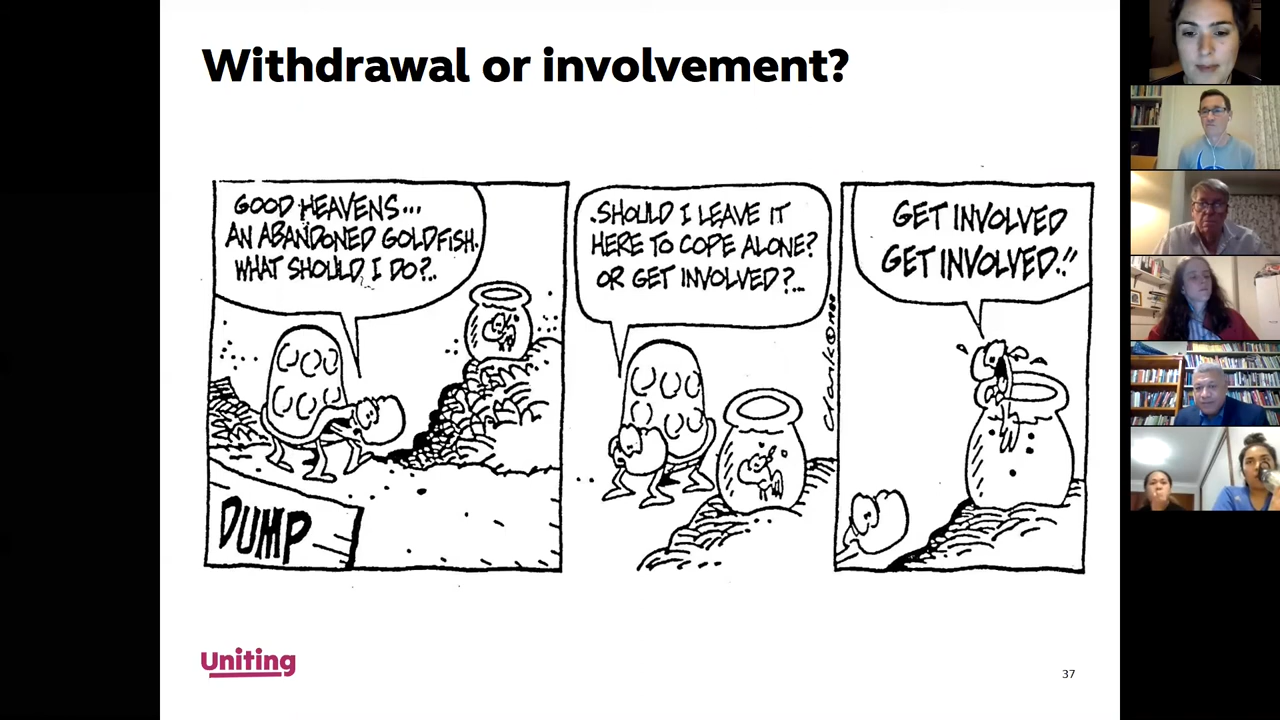 Withdrawal or involvement?
GOOD HEAVENS...
AN ABANDONED GOLDFISH.
WHAT SHOULD I DO?..
.SHOULD I LEAVE IT
HERE TO COPE ALONE?
OR GET INVOLVED?...
GET INVOLVED
GET INVOLVED.."
DUMP
Uniting
37